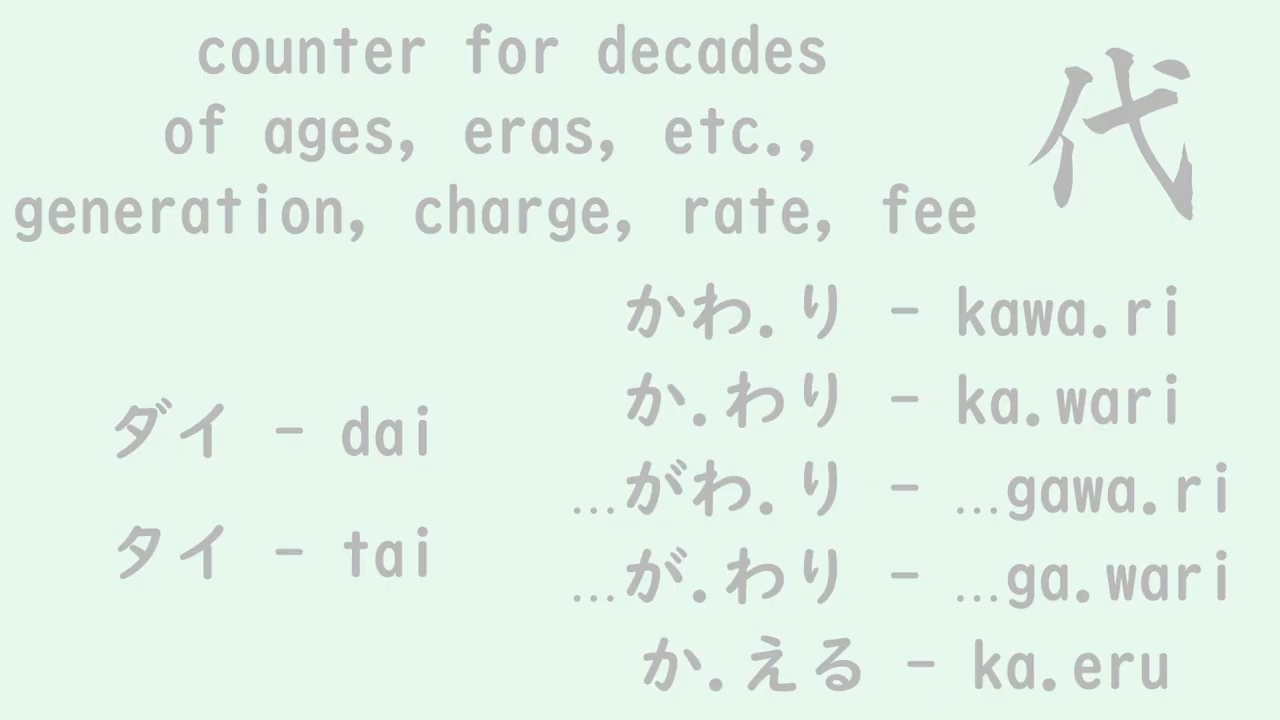 counter for decades
of ages, eras, etc.,
generation, charge, rate, fee
代
ダイ - dai
タイ - tai
かわ.り - kawa.ri
か.わり - ka.wari
...がわ.り - ...gawa.ri
...が.わり - ...ga.wari
か.える - ka.eru